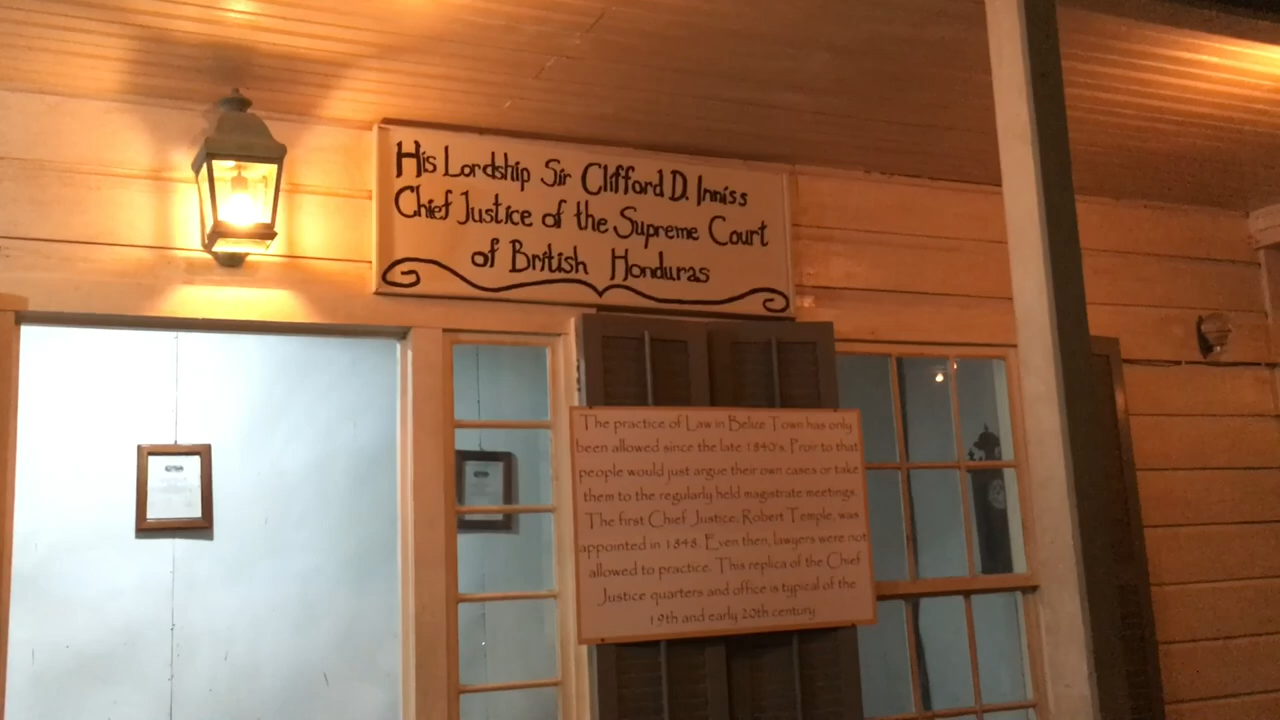 His Lordship Sir Clifford D. Inniss
Chief Justice of the Supreme Court
of British Honduras
The practice of Law in Belize Town has only
been allowed since the late 1840's. Proir to that
people would just argue their own cases or take
them to the regularly held magistrate meetings.
The first Chief Justice, Robert Temple, was
appointed in 1848. Even then, lawyers were not
allowed to practice. This replica of the Chief
Justice quarters and office is typical of the
19th and early 20th century